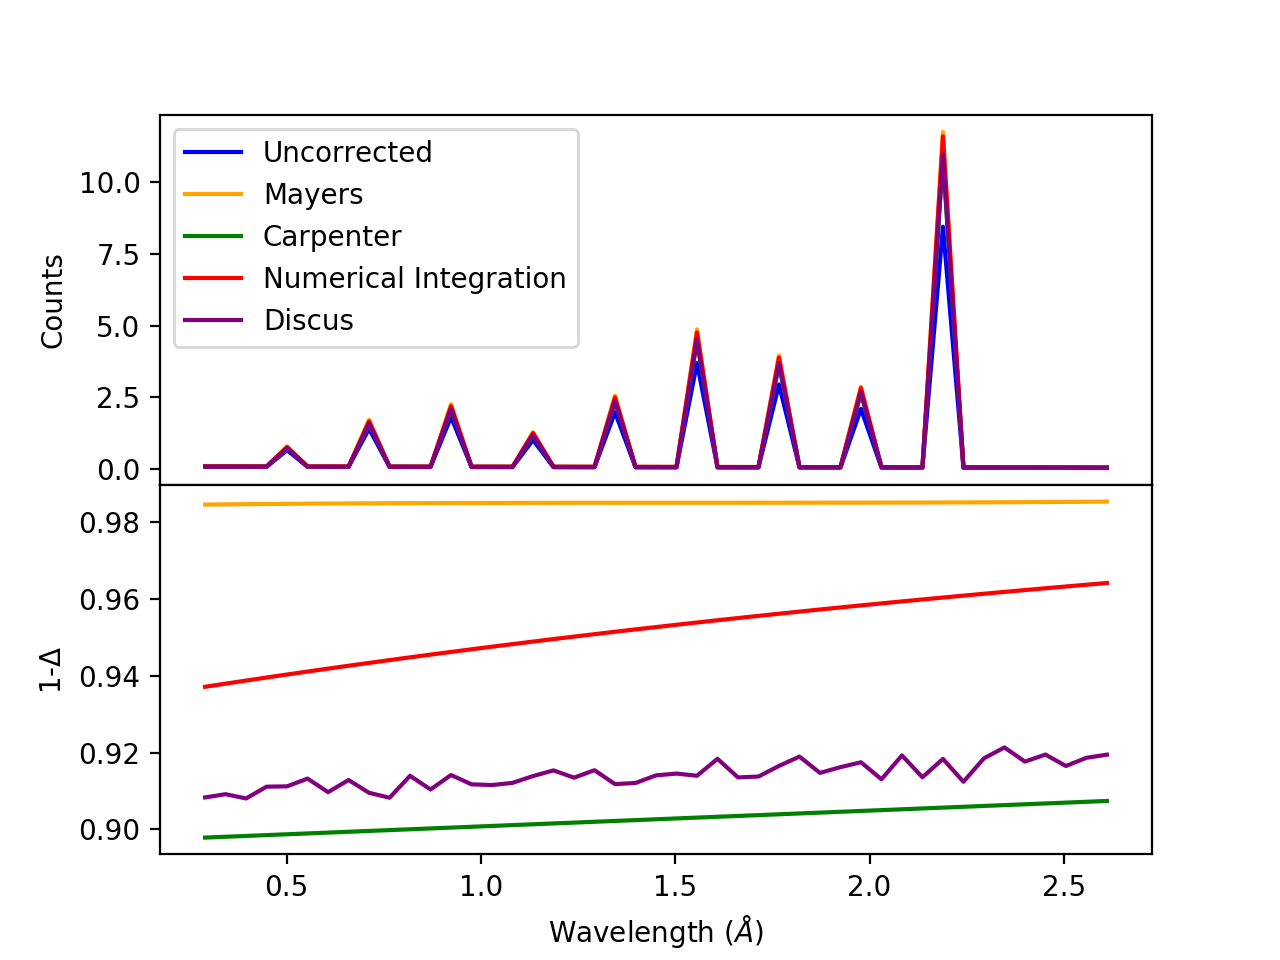 Uncorrected
Mayers
Carpenter
Numerical Integration
Discus
10.0
7.5
5.0
2.5
0.0
Counts
0.98
0.96
0.94
0.92
0.90
1-Δ
0.5 1.0 1.5 2.0 2.5
Wavelength (Å)